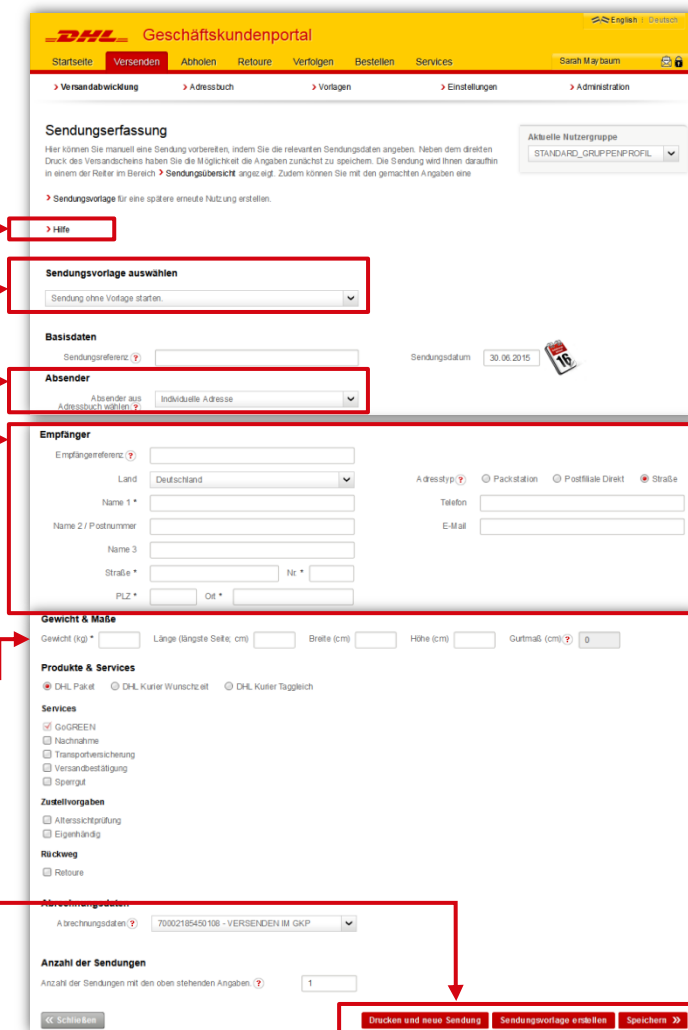 English | Deutsch
DHL Geschäftskundenportal
Startseite Versenden Abholen Retoure Verfolgen Bestellen Services Sarah Maybaum
Versandabwicklung Adressbuch Vorlagen Einstellungen Administration
Sendungserfassung
Hier können Sie manuell eine Sendung vorbereiten, indem Sie die relevanten Sendungsdaten angeben. Neben dem direkten
Druck des Versandscheins haben Sie die Möglichkeit die Angaben zunächst zu speichern. Die Sendung wird Ihnen daraufhin
in einem der Reiter im Bereich Sendungsübersicht angezeigt. Zudem können Sie mit den gemachten Angaben eine
Sendungsvorlage für eine spätere erneute Nutzung erstellen.
Aktuelle Nutzergruppe
STANDARD_GRUPPENPROFIL
Hilfe
Sendungsvorlage auswählen
Sendung ohne Vorlage starten.
Basisdaten
Sendungsreferenz ? Sendungsdatum 30.06.2015 16
Absender
Absender aus
Adressbuch wählen ? Individuelle Adresse
Empfänger
Empfängerreferenz ?
Land Deutschland Adresstyp ? Packstation Postfiliale Direkt Straße
Name 1 * Telefon
Name 2 / Postnummer E-Mail
Name 3
Straße * Nr. *
PLZ * Ort *
Gewicht & Maße
Gewicht (kg) * Länge (längste Seite; cm) Breite (cm) Höhe (cm) Gurtmaß (cm) ? 0
Produkte & Services
DHL Paket DHL Kurier Wunschzeit DHL Kurier Taggleich
Services
GoGREEN
Nachnahme
Transportversicherung
Versandbestätigung
Sperrgut
Zustellvorgaben
Alterssichtprüfung
Eigenhändig
Rückweg
Retoure
Abrechnungsdaten
Abrechnungsdaten ? 70002185450108 - VERSENDEN IM GKP
Anzahl der Sendungen
Anzahl der Sendungen mit den oben stehenden Angaben. ? 1
<< Schließen Drucken und neue Sendung Sendungsvorlage erstellen Speichern >>